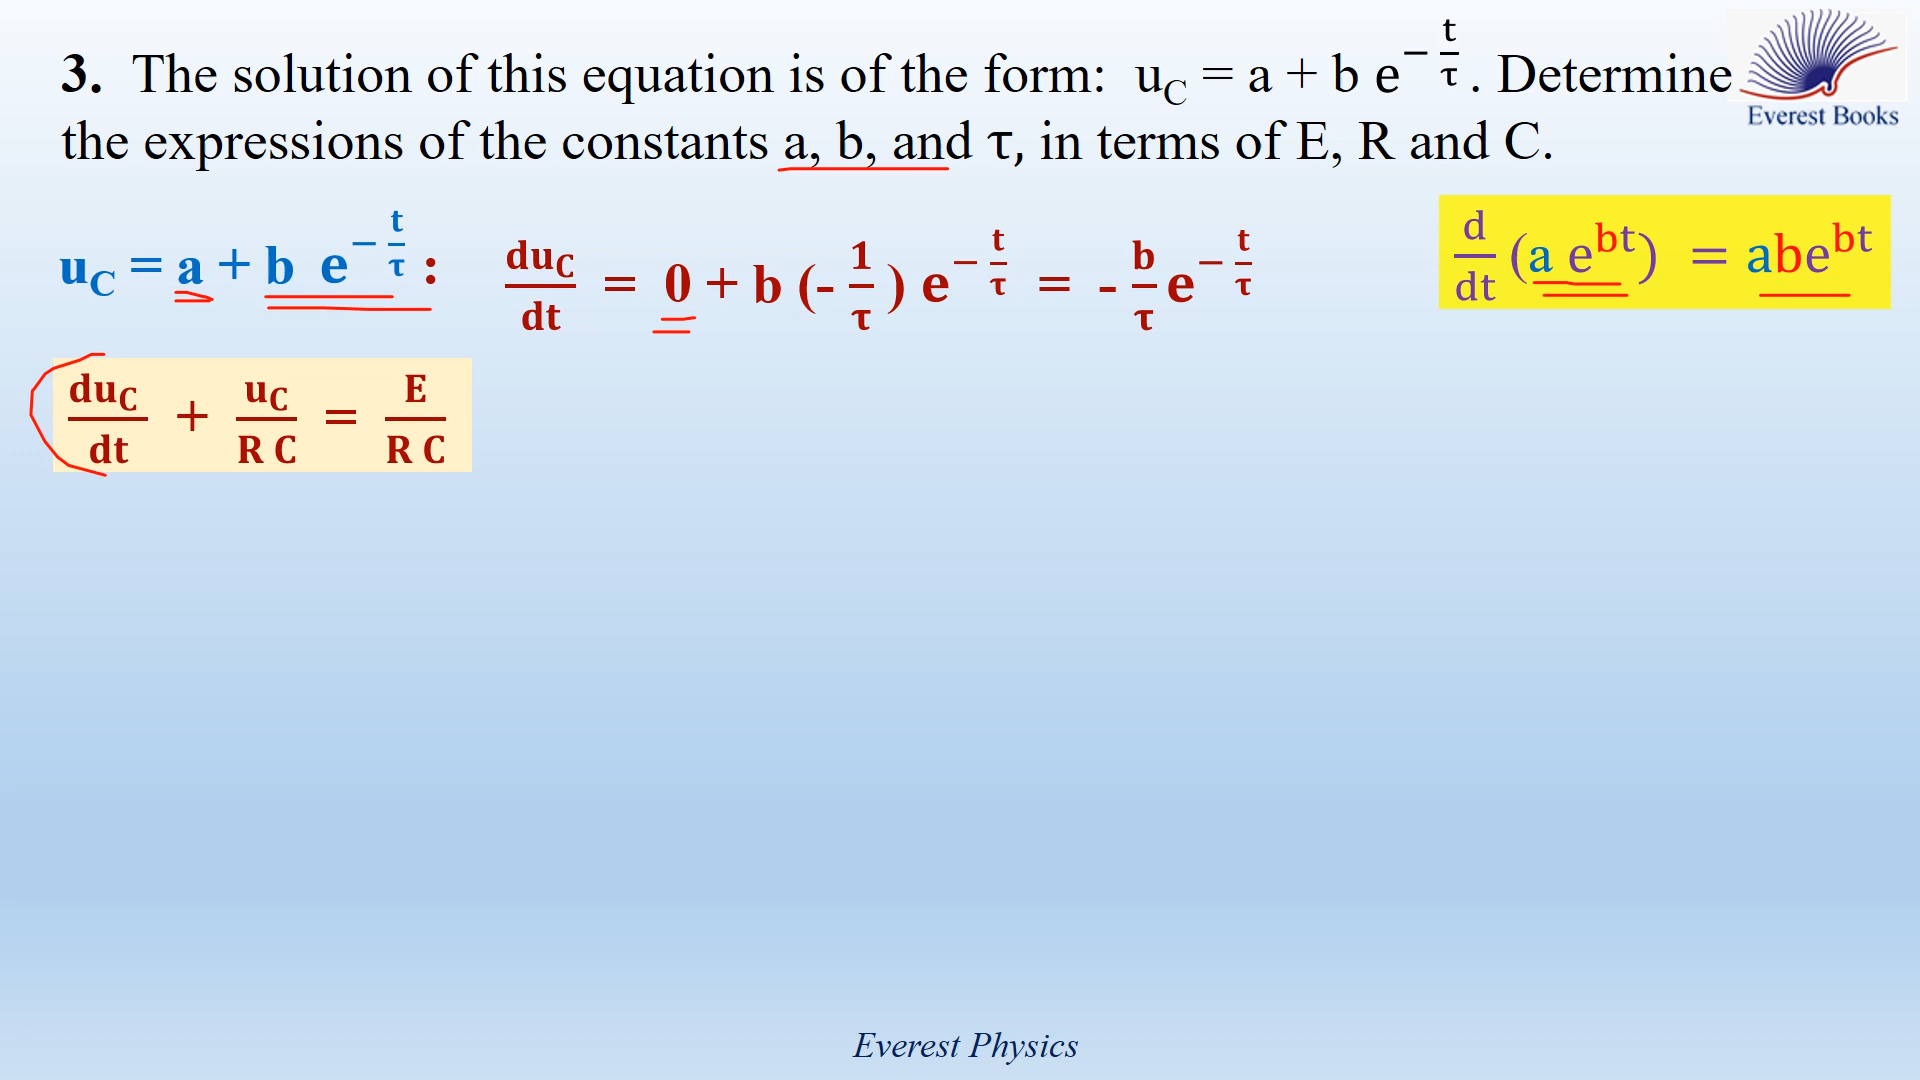 3. The solution of this equation is of the form: u_C = a + b e^{− t/τ}. Determine
the expressions of the constants a, b, and τ, in terms of E, R and C.
Everest Books
u_C = a + b e^{− t/τ} : du_C/dt = 0 + b (- 1/τ) e^{− t/τ} = - b/τ e^{− t/τ}
d/dt (a e^{bt}) = abe^{bt}
du_C/dt + u_C/R C = E/R C
Everest Physics